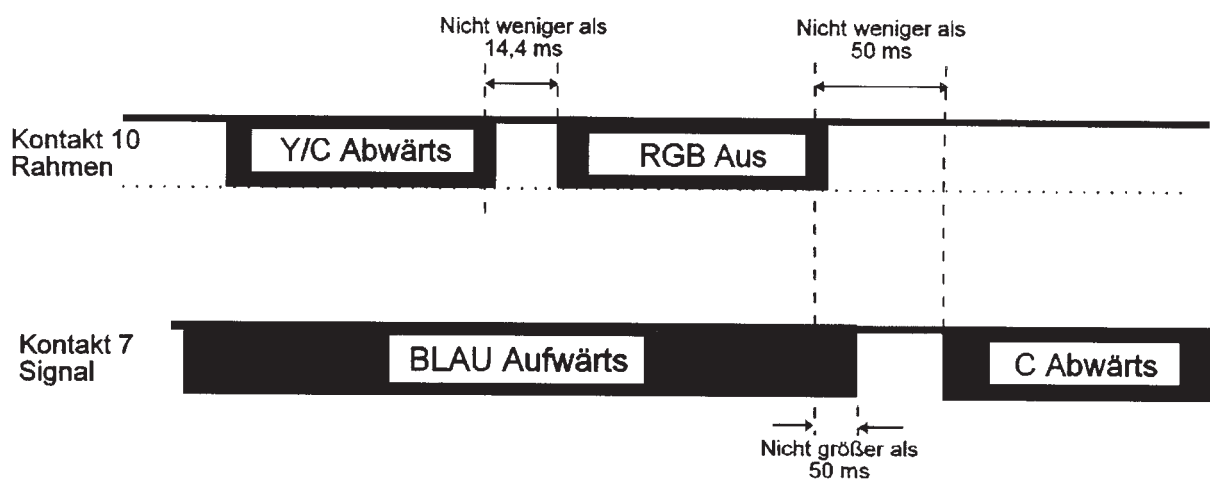 Nicht weniger als
14,4 ms
Nicht weniger als
50 ms
Kontakt 10
Rahmen
Y/C Abwärts
RGB Aus
Kontakt 7
Signal
BLAU Aufwärts
C Abwärts
Nicht größer als
50 ms